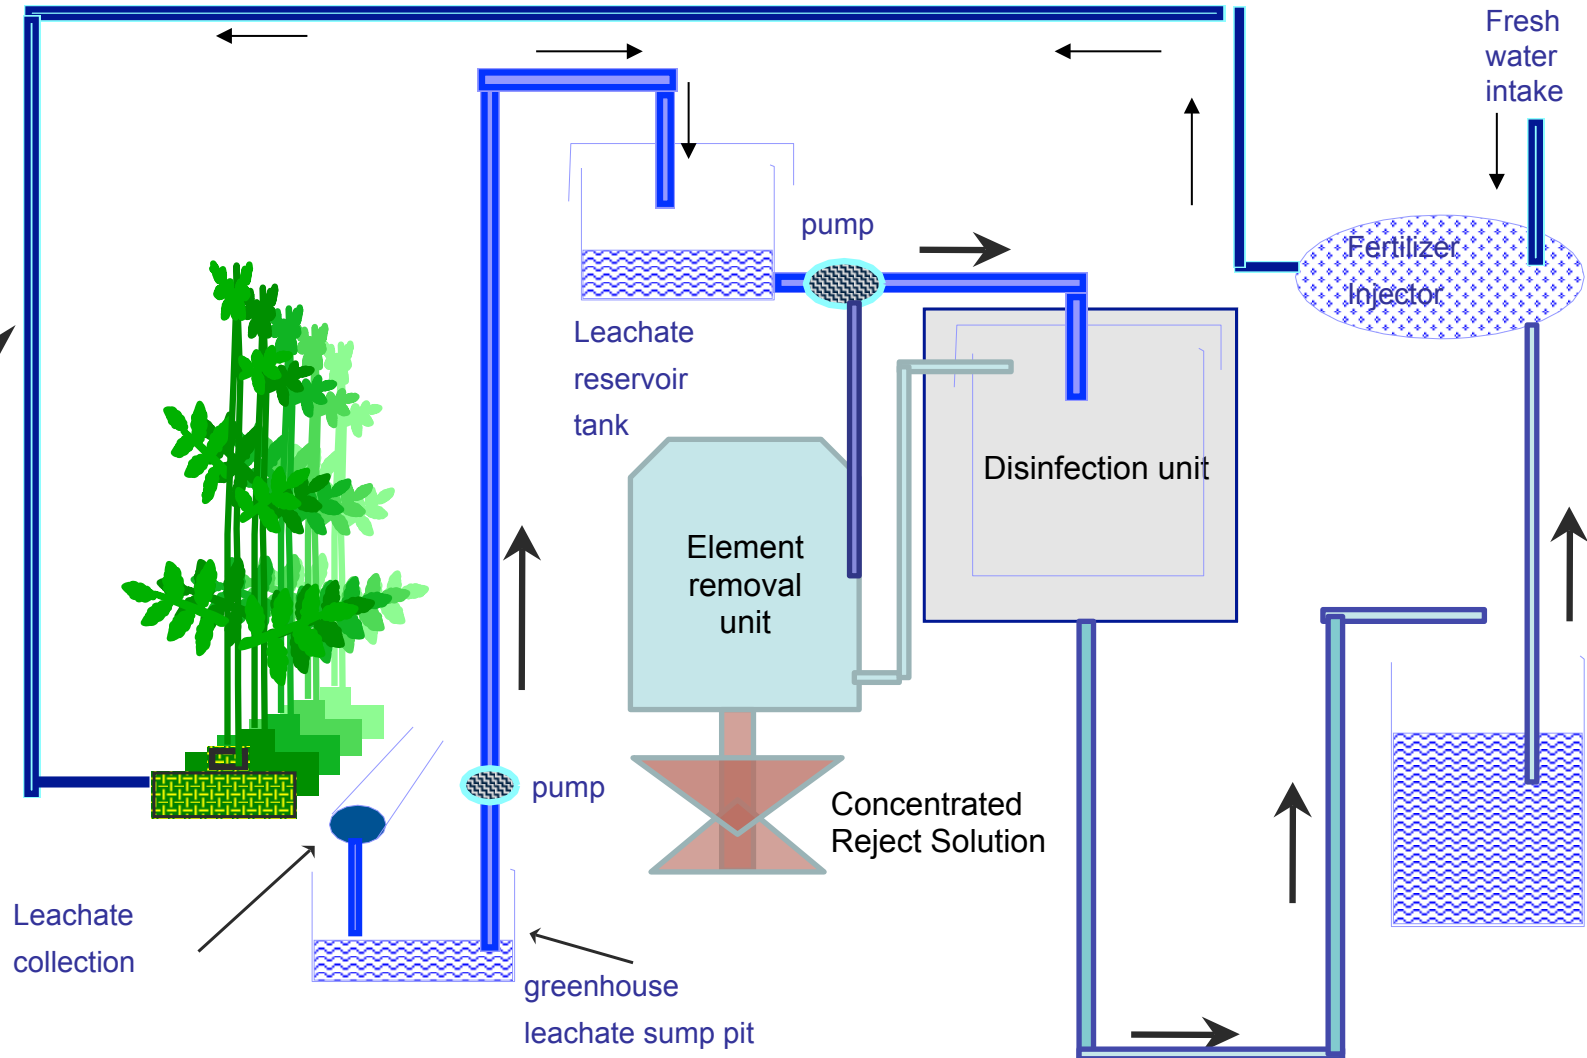 Fresh
water
intake
pump
Fertilizer
Injector
Leachate
reservoir
tank
Disinfection unit
Element
removal
unit
pump
Concentrated
Reject Solution
Leachate
collection
greenhouse
leachate sump pit